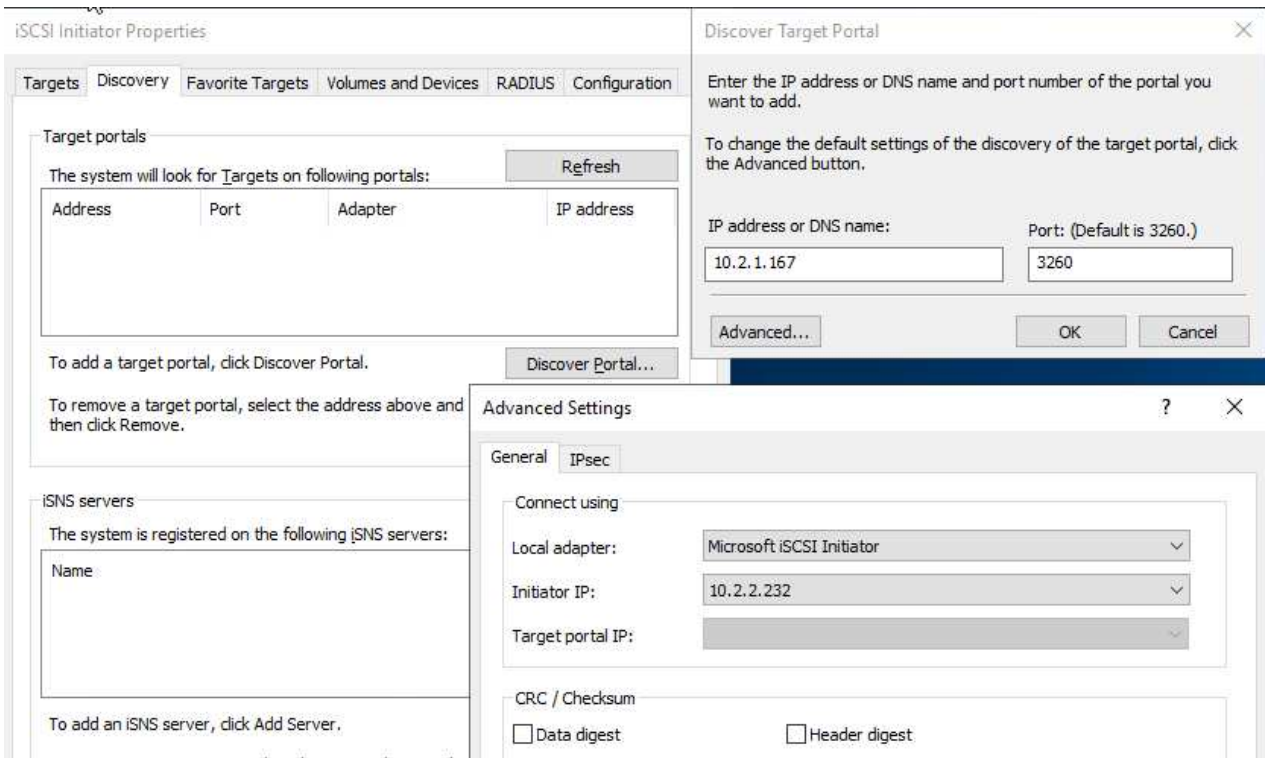 iSCSI Initiator Properties
Targets Discovery Favorite Targets Volumes and Devices RADIUS Configuration
Target portals
The system will look for Targets on following portals:
Refresh
Address Port Adapter IP address
To add a target portal, click Discover Portal.
Discover Portal...
To remove a target portal, select the address above and
then click Remove.
iSNS servers
The system is registered on the following iSNS servers:
Name
To add an iSNS server, click Add Server.
Discover Target Portal
Enter the IP address or DNS name and port number of the portal you
want to add.
To change the default settings of the discovery of the target portal, click
the Advanced button.
IP address or DNS name:
Port: (Default is 3260.)
10.2.1.167
3260
Advanced...
OK
Cancel
Advanced Settings
?
General IPsec
Connect using
Local adapter:
Microsoft iSCSI Initiator
Initiator IP:
10.2.2.232
Target portal IP:
CRC / Checksum
Data digest
Header digest